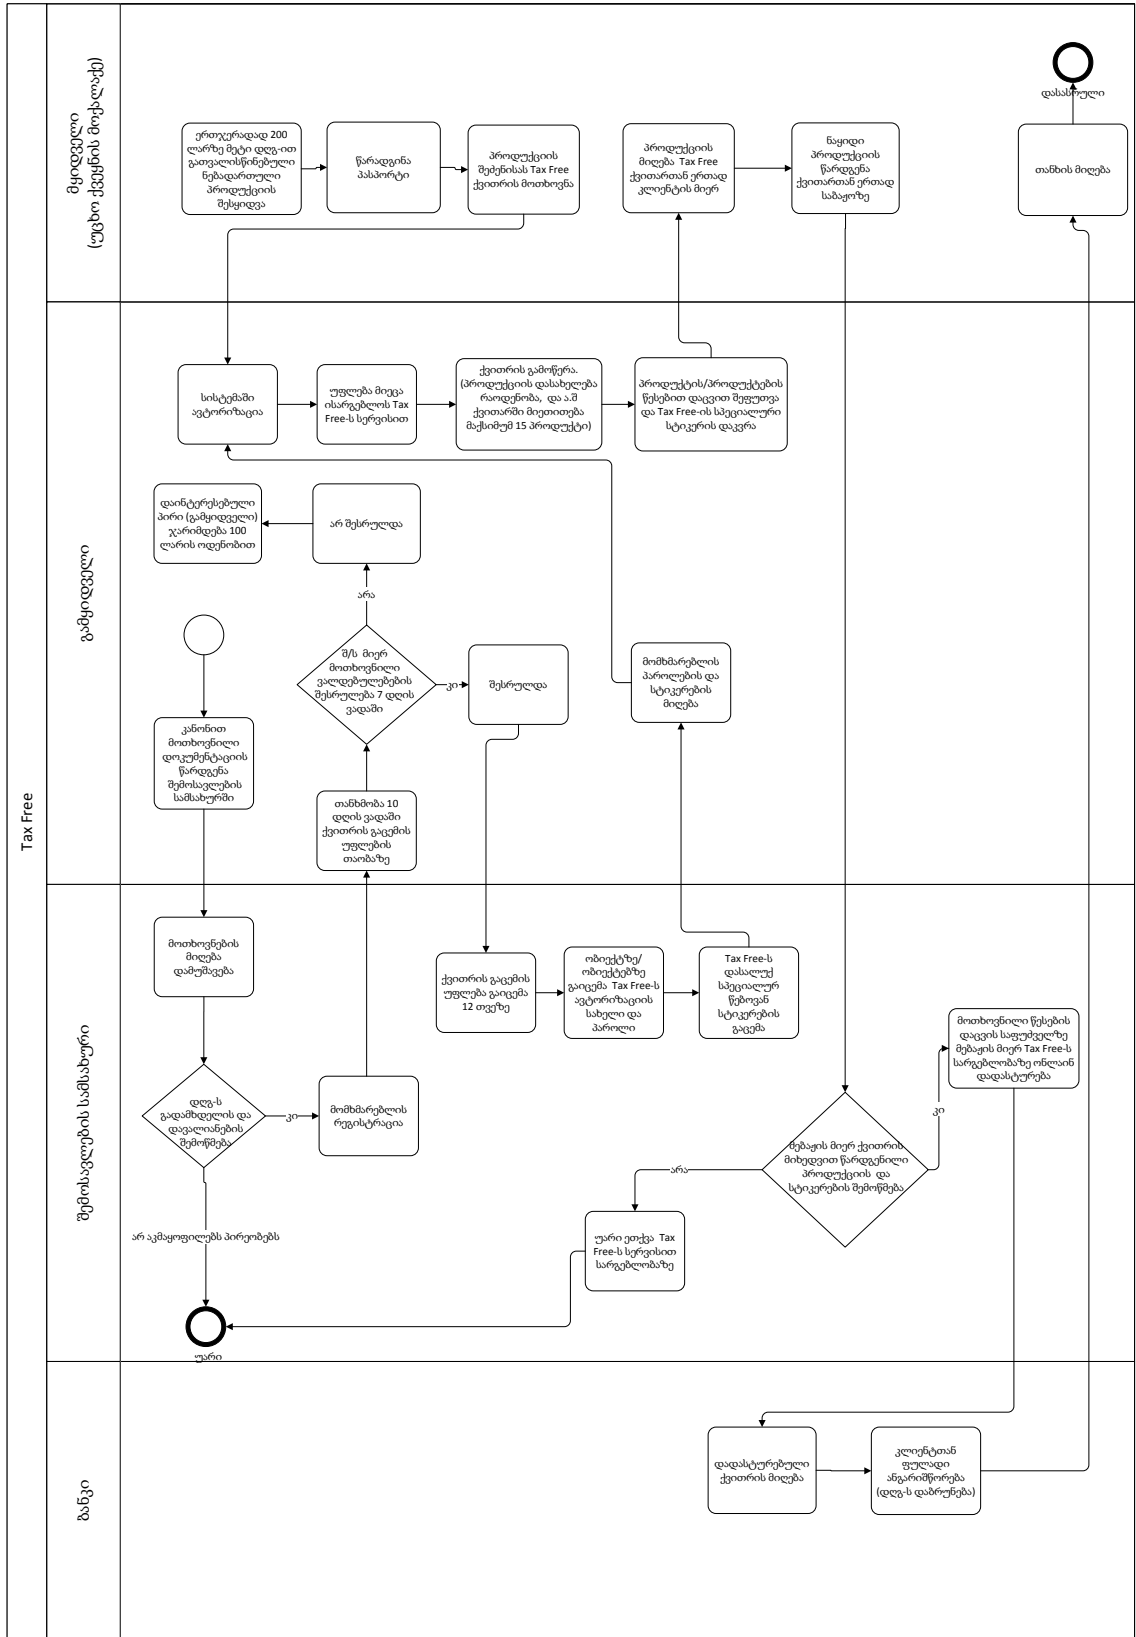 Tax Free
მყიდველი
(უცხო ქვეყნის მოქალაქე)
ერთჯერადად 200
ლარზე მეტი დღგ-ით
გათვალისწინებული
ნებადართული
პროდუქციის
შესყიდვა
წარადგინა
პასპორტი
პროდუქციის
შეძენისას Tax Free
ქვითრის მოთხოვნა
პროდუქციის
მიღება Tax Free
ქვითართან ერთად
კლიენტის მიერ
ნაყიდი
პროდუქციის
წარდგენა
ქვითართან ერთად
საბაჟოზე
დასასრული
თანხის მიღება
გამყიდველი
სისტემაში
ავტორიზაცია
უფლება მიეცა
ისარგებლოს Tax
Free-ს სერვისით
ქვითრის გამოწერა.
(პროდუქციის დასახელება
რაოდენობა, და ა.შ
ქვითარში მიეთითება
მაქსიმუმ 15 პროდუქტი)
პროდუქტის/პროდუქტების
წესებით დაცვით შეფუთვა
და Tax Free-ის სპეციალური
სტიკერის დაკვრა
დაინტერესებული
პირი (გამყიდველი)
ჯარიმდება 100
ლარის ოდენობით
არ შესრულდა
არა
შ/ს მიერ
მოთხოვნილი
ვალდებულებების
შესრულება 7 დღის
ვადაში
კი
შესრულდა
მომხმარებლის
პაროლების და
სტიკერების
მიღება
კანონით
მოთხოვნილი
დოკუმენტაციის
წარდგენა
შემოსავლების
სამსახურში
თანხმობა 10
დღის ვადაში
ქვითრის გაცემის
უფლების
თაობაზე
შემოსავლების სამსახური
მოთხოვნების
მიღება
დამუშავება
ქვითრის გაცემის
უფლება გაიცემა
12 თვეზე
ობიექტზე/
ობიექტებზე
გაიცემა Tax Free-ს
ავტორიზაციის
სახელი და
პაროლი
Tax Free-ს
დასალუქ
სპეციალურ
წებოვან
სტიკერების
გაცემა
მოთხოვნილი წესების
დაცვის საფუძველზე
მებაჟის მიერ Tax Free-ს
სარგებლობაზე ონლაინ
დადასტურება
დღგ-ს
გადამხდელის და
დავალიანების
შემოწმება
კი
მომხმარებლის
რეგისტრაცია
კი
მებაჟის მიერ ქვითრის
მიხედვით წარდგენილი
პროდუქციის და
სტიკერების შემოწმება
არა
უარი ეთქვა Tax
Free-ს სერვისით
სარგებლობაზე
არ აკმაყოფილებს პირეობებს
უარი
ბანკი
დადასტურებული
ქვითრის მიღება
კლიენტთან
ფულადი
ანგარიშწორება
(დღგ-ს დაბრუნება)